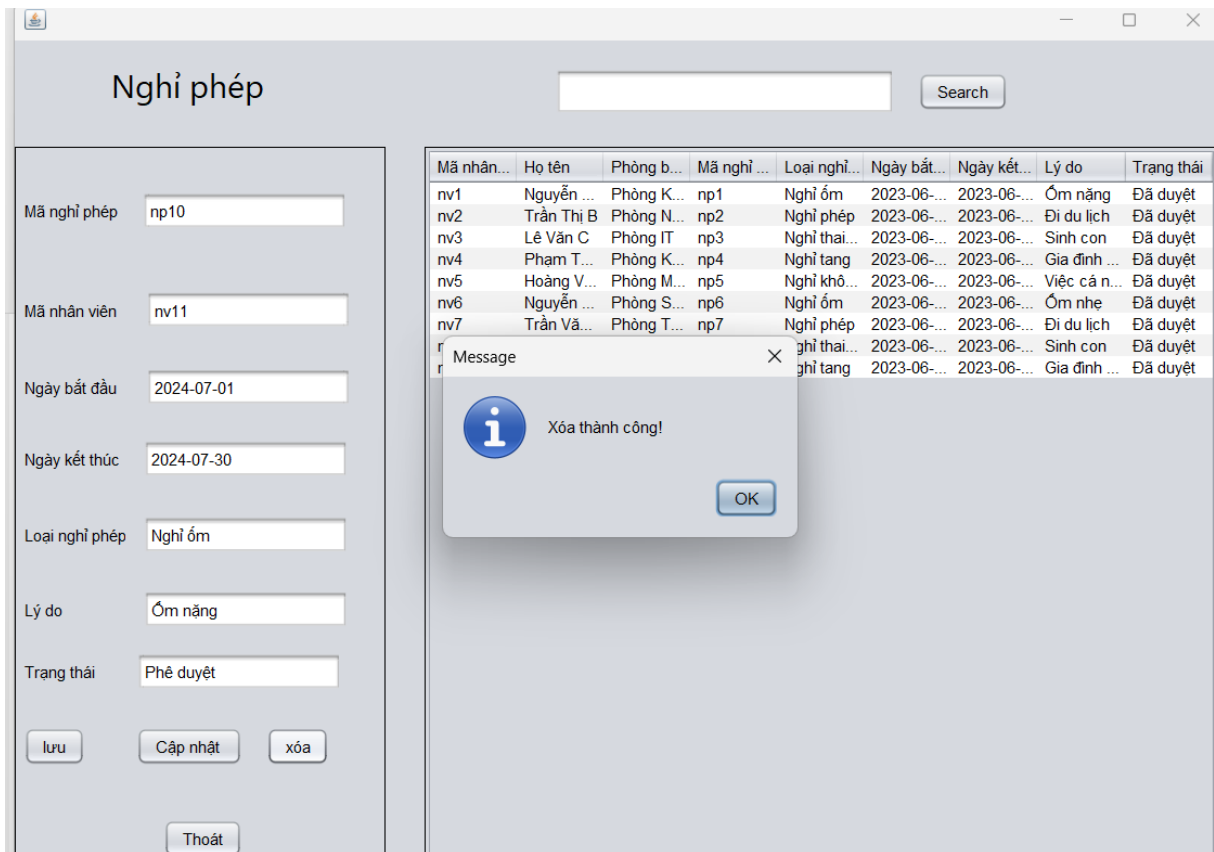 Nghỉ phép
Search
Mã nghỉ phép np10
Mã nhân viên nv11
Ngày bắt đầu 2024-07-01
Ngày kết thúc 2024-07-30
Loại nghỉ phép Nghỉ ốm
Lý do Ốm nặng
Trạng thái Phê duyệt
lưu Cập nhật xóa
Thoát
Mã nhân... Họ tên Phòng b... Mã nghỉ ... Loại nghỉ... Ngày bắt... Ngày kết... Lý do Trạng thái
nv1 Nguyễn ... Phòng K... np1 Nghỉ ốm 2023-06-... 2023-06-... Ốm nặng Đã duyệt
nv2 Trần Thị B Phòng N... np2 Nghỉ phép 2023-06-... 2023-06-... Đi du lịch Đã duyệt
nv3 Lê Văn C Phòng IT np3 Nghỉ thai... 2023-06-... 2023-06-... Sinh con Đã duyệt
nv4 Phạm T... Phòng K... np4 Nghỉ tang 2023-06-... 2023-06-... Gia đình ... Đã duyệt
nv5 Hoàng V... Phòng M... np5 Nghỉ khô... 2023-06-... 2023-06-... Việc cá n... Đã duyệt
nv6 Nguyễn ... Phòng S... np6 Nghỉ ốm 2023-06-... 2023-06-... Ốm nhẹ Đã duyệt
nv7 Trần Vă... Phòng T... np7 Nghỉ phép 2023-06-... 2023-06-... Đi du lịch Đã duyệt
thai... 2023-06-... 2023-06-... Sinh con Đã duyệt
tang 2023-06-... 2023-06-... Gia đình ... Đã duyệt
Message
Xóa thành công!
OK